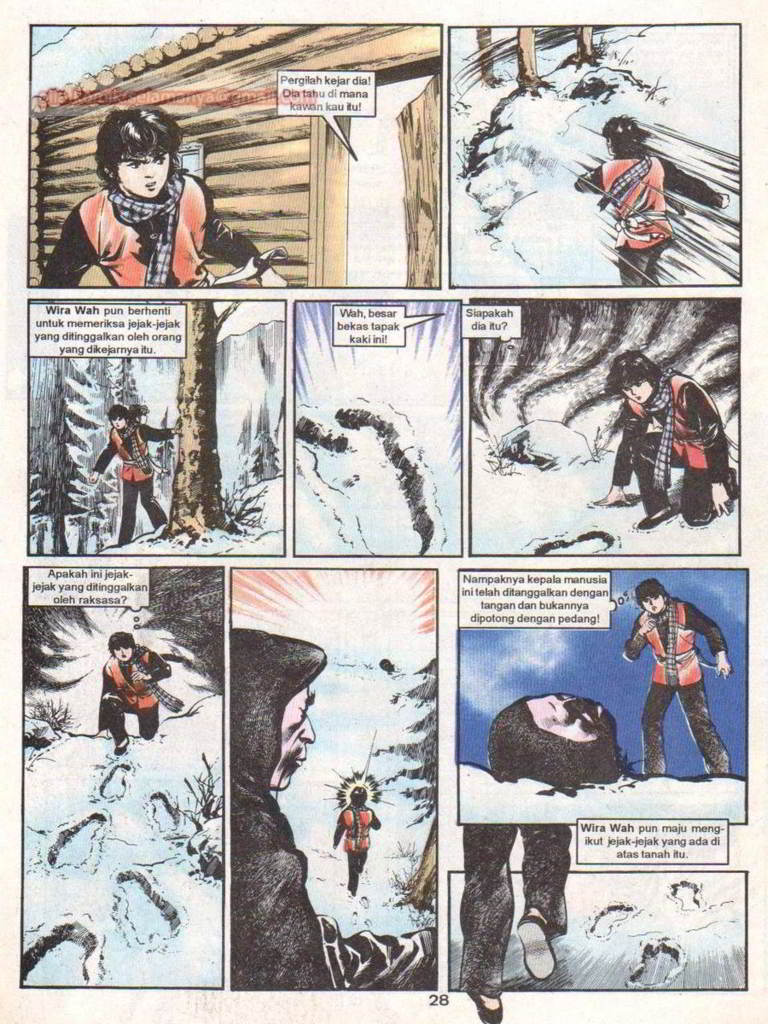 Pergilah kejar dia!
Dia tahu di mana
kawan kau itu!
Wira Wah pun berhenti
untuk memeriksa jejak-jejak
yang ditinggalkan oleh orang
yang dikejarnya itu.
Wah, besar
bekas tapak
kaki ini!
Siapakah
dia itu?
Apakah ini jejak-
jejak yang ditinggalkan
oleh raksasa?
Nampaknya kepala manusia
ini telah ditanggalkan dengan
tangan dan bukannya
dipotong dengan pedang!
Wira Wah pun maju meng-
ikut jejak-jejak yang ada di
atas tanah itu.
28